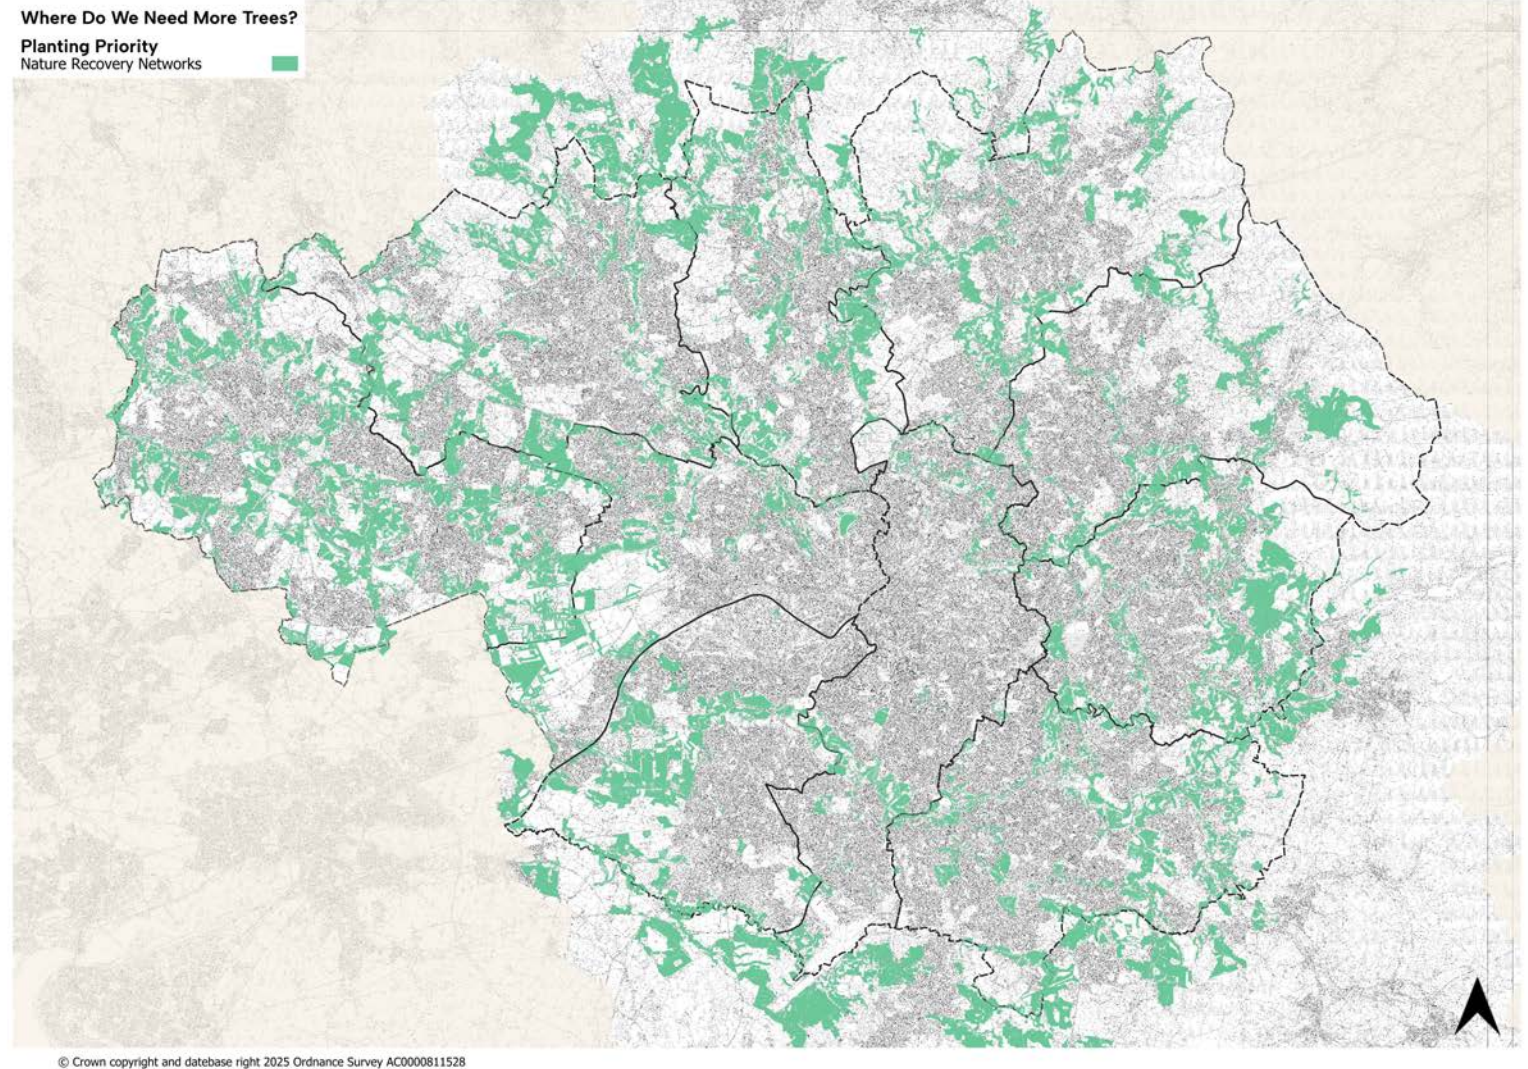 Where Do We Need More Trees?
Planting Priority
Nature Recovery Networks
© Crown copyright and datebase right 2025 Ordnance Survey AC0000811528